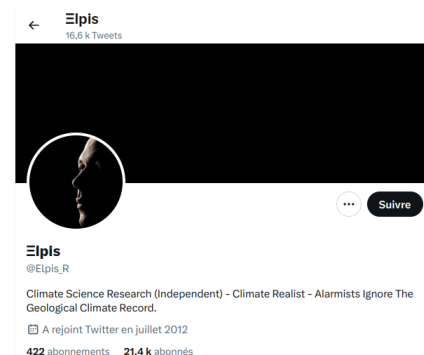 Ξlpis
16,6 k Tweets
Suivre
Ξlpis
@Elpis_R
Climate Science Research (Independent) - Climate Realist - Alarmists Ignore The
Geological Climate Record.
A rejoint Twitter en juillet 2012
422 abonnements 21.4 k abonnés